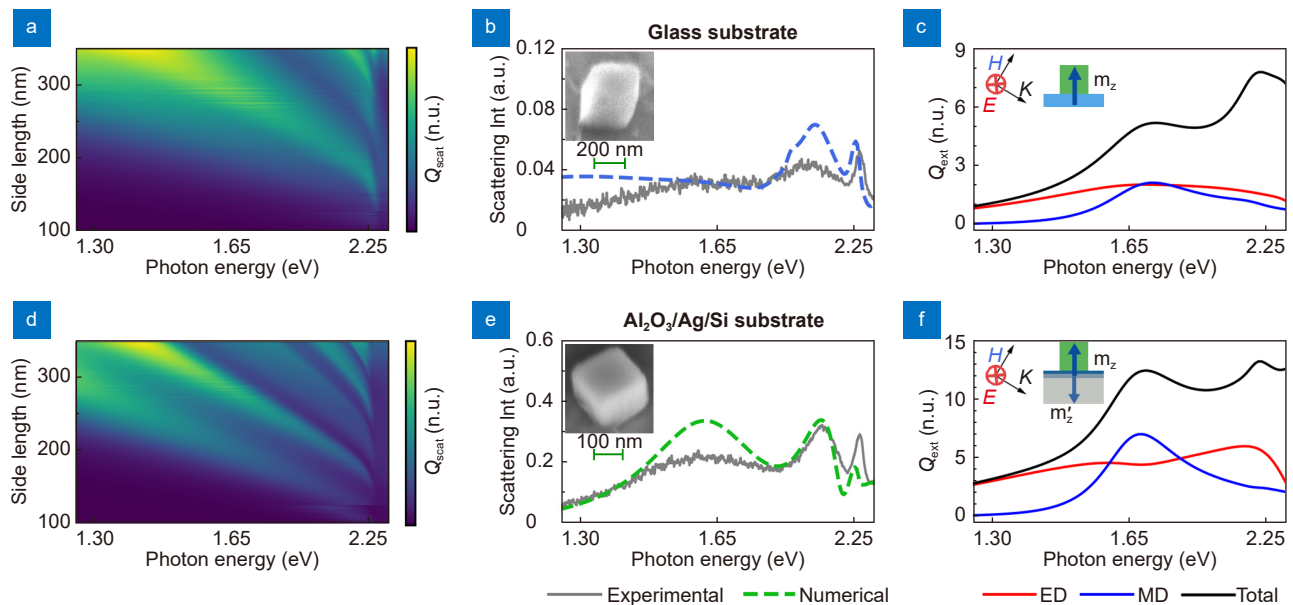 a
350
300
200
100
1.30
1.65
2.25
Side length (nm)
Photon energy (eV)
Q_scat (n.u.)
b
Glass substrate
0.12
0.08
0.04
0
1.30
1.65
2.25
Scattering Int (a.u.)
Photon energy (eV)
200 nm
c
9
6
4
2
0
1.30
1.65
2.25
Q_ext (n.u.)
Photon energy (eV)
H
E
K
m_z
d
300
200
100
1.30
1.65
2.25
Side length (nm)
Photon energy (eV)
Q_scat (n.u.)
e
Al₂O₃/Ag/Si substrate
0.6
0.4
0.2
0
1.30
1.65
2.25
Scattering Int (a.u.)
Photon energy (eV)
100 nm
f
15
10
5
0
1.30
1.65
2.25
Q_ext (n.u.)
Photon energy (eV)
H
E
K
m_z
m′_z
Experimental
Numerical
ED
MD
Total